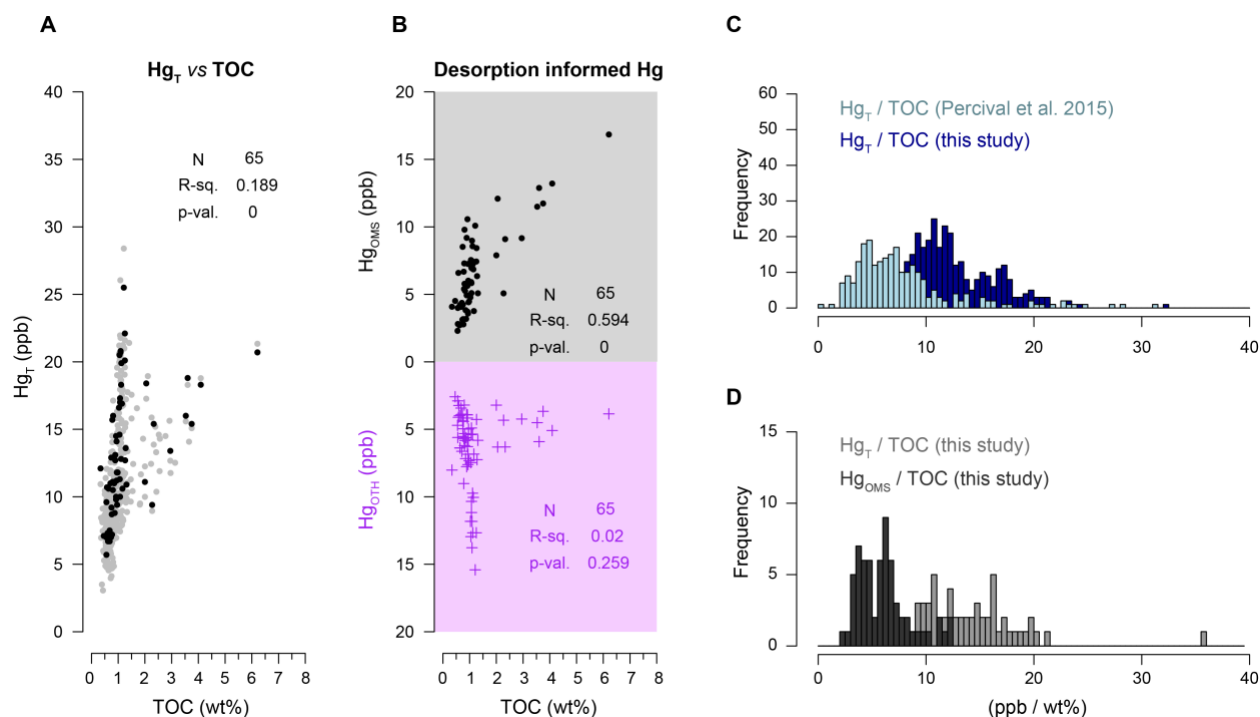 A
Hg_T vs TOC
40
35
30
25
20
15
10
5
0
Hg_T (ppb)
N 65
R-sq. 0.189
p-val. 0
0 1 2 3 4 5 6 7 8
TOC (wt%)
B
Desorption informed Hg
20
15
10
5
0
5
10
15
20
Hg_OMS (ppb)
N 65
R-sq. 0.594
p-val. 0
Hg_OTH (ppb)
N 65
R-sq. 0.02
p-val. 0.259
0 1 2 3 4 5 6 7 8
TOC (wt%)
C
Hg_T / TOC (Percival et al. 2015)
Hg_T / TOC (this study)
60
50
40
30
20
10
0
Frequency
0 10 20 30 40
D
Hg_T / TOC (this study)
Hg_OMS / TOC (this study)
15
10
5
0
Frequency
0 10 20 30 40
(ppb / wt%)